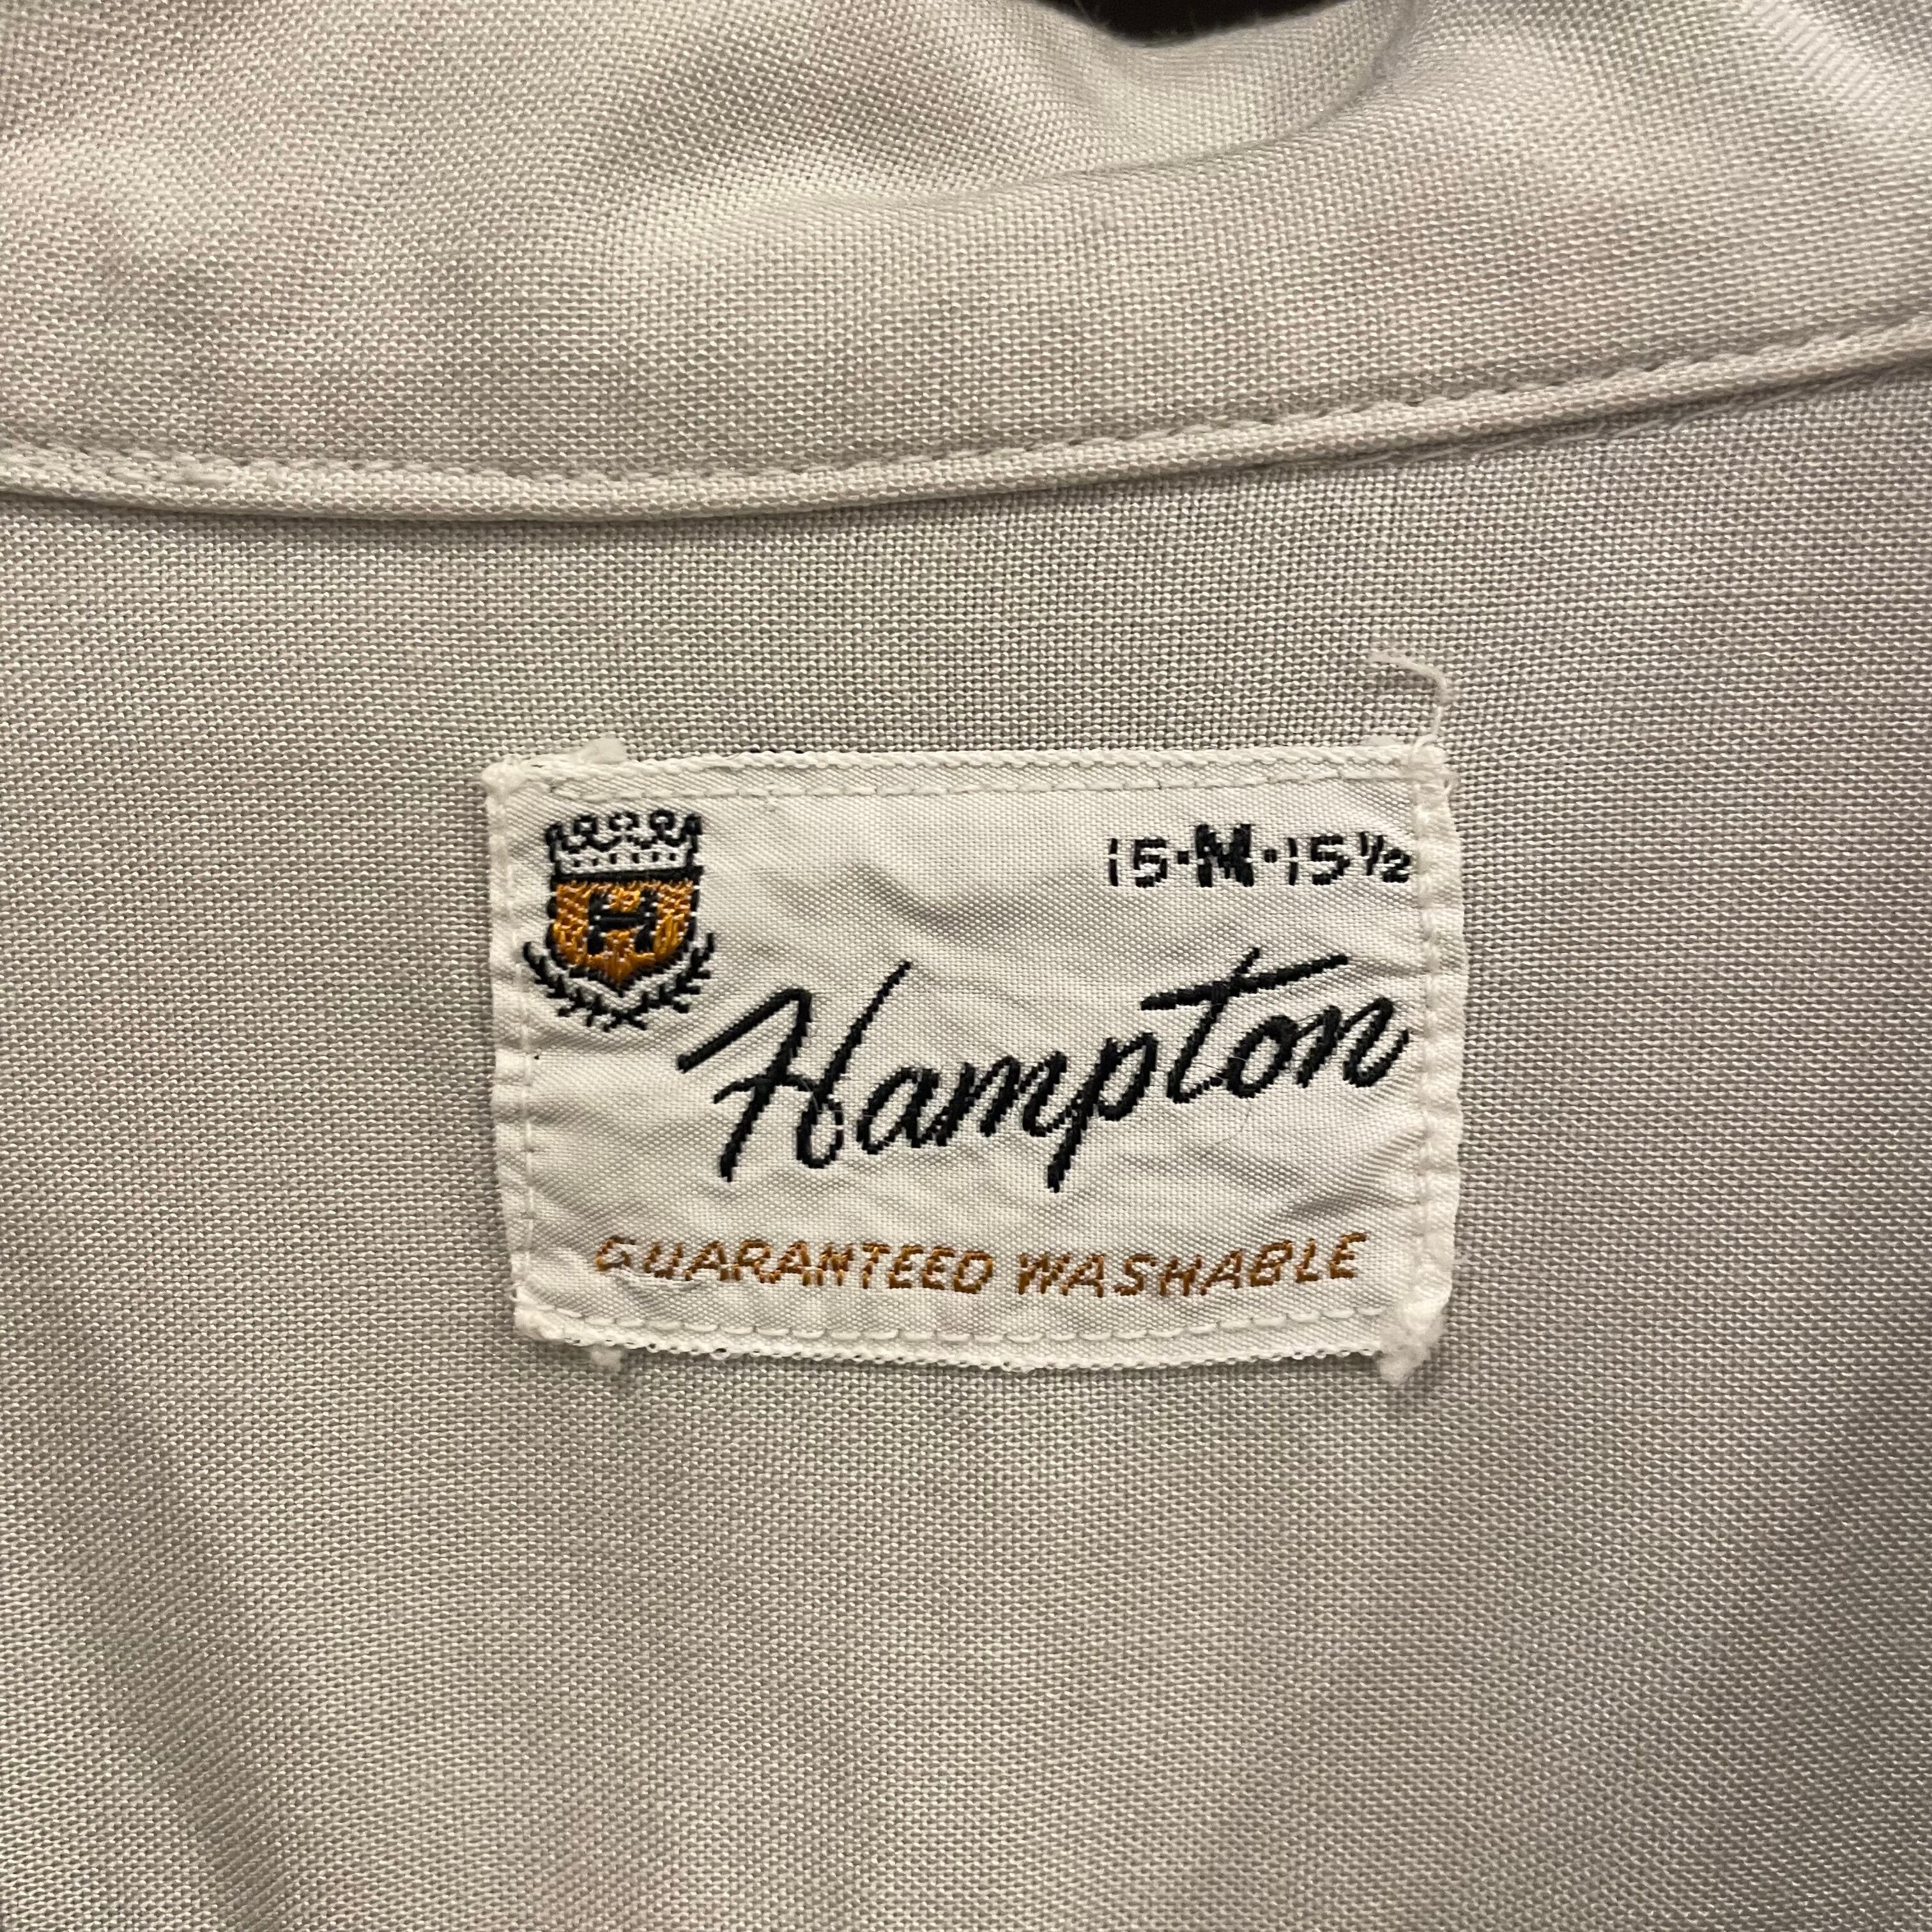 15·M·15½
H
Hampton
GUARANTEED WASHABLE